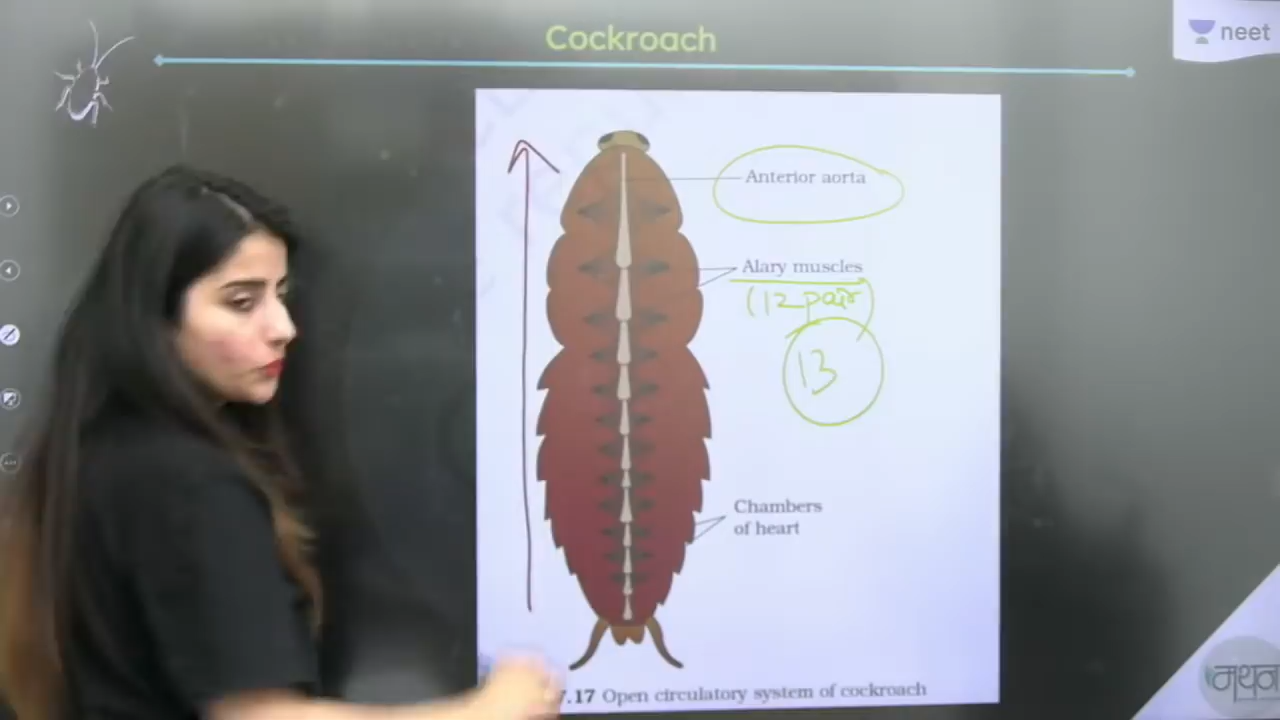 Cockroach
neet
Anterior aorta
Alary muscles
(12 pair)
13
Chambers
of heart
7.17 Open circulatory system of cockroach
मंथन